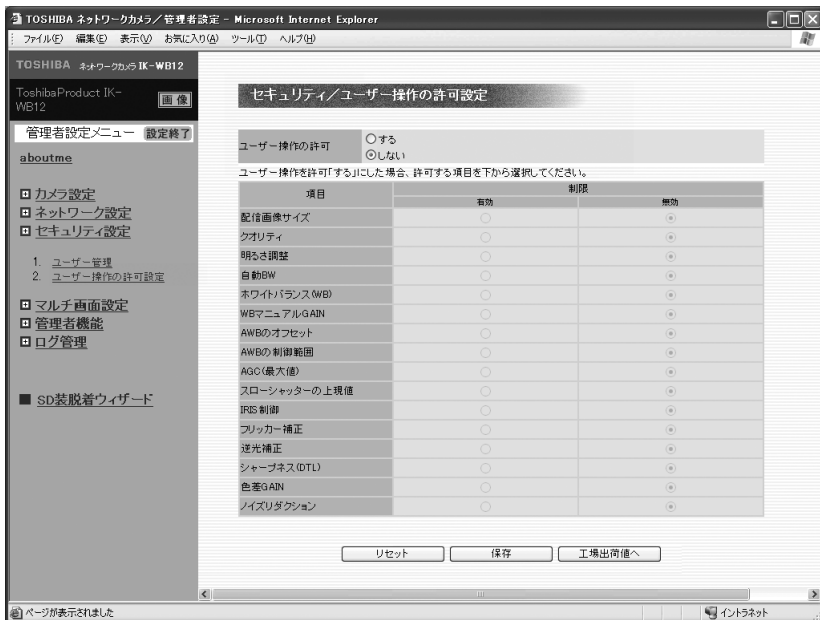 TOSHIBA ネットワークカメラ／管理者設定 - Microsoft Internet Explorer
ファイル(F) 編集(E) 表示(V) お気に入り(A) ツール(T) ヘルプ(H)
TOSHIBA ネットワークカメラ IK-WB12
ToshibaProduct IK-WB12
画像
管理者設定メニュー 設定終了
aboutme
カメラ設定
ネットワーク設定
セキュリティ設定
1. ユーザー管理
2. ユーザー操作の許可設定
マルチ画面設定
管理者機能
ログ管理
SD装脱着ウィザード
セキュリティ／ユーザー操作の許可設定
ユーザー操作の許可
する
しない
ユーザー操作を許可「する」にした場合、許可する項目を下から選択してください。
項目 制限
有効 無効
配信画像サイズ
クオリティ
明るさ調整
自動BW
ホワイトバランス(WB)
WBマニュアルGAIN
AWBのオフセット
AWBの制御範囲
AGC(最大値)
スローシャッターの上現値
IRIS制御
フリッカー補正
逆光補正
シャープネス(DTL)
色差GAIN
ノイズリダクション
リセット 保存 工場出荷値へ
ページが表示されました イントラネット